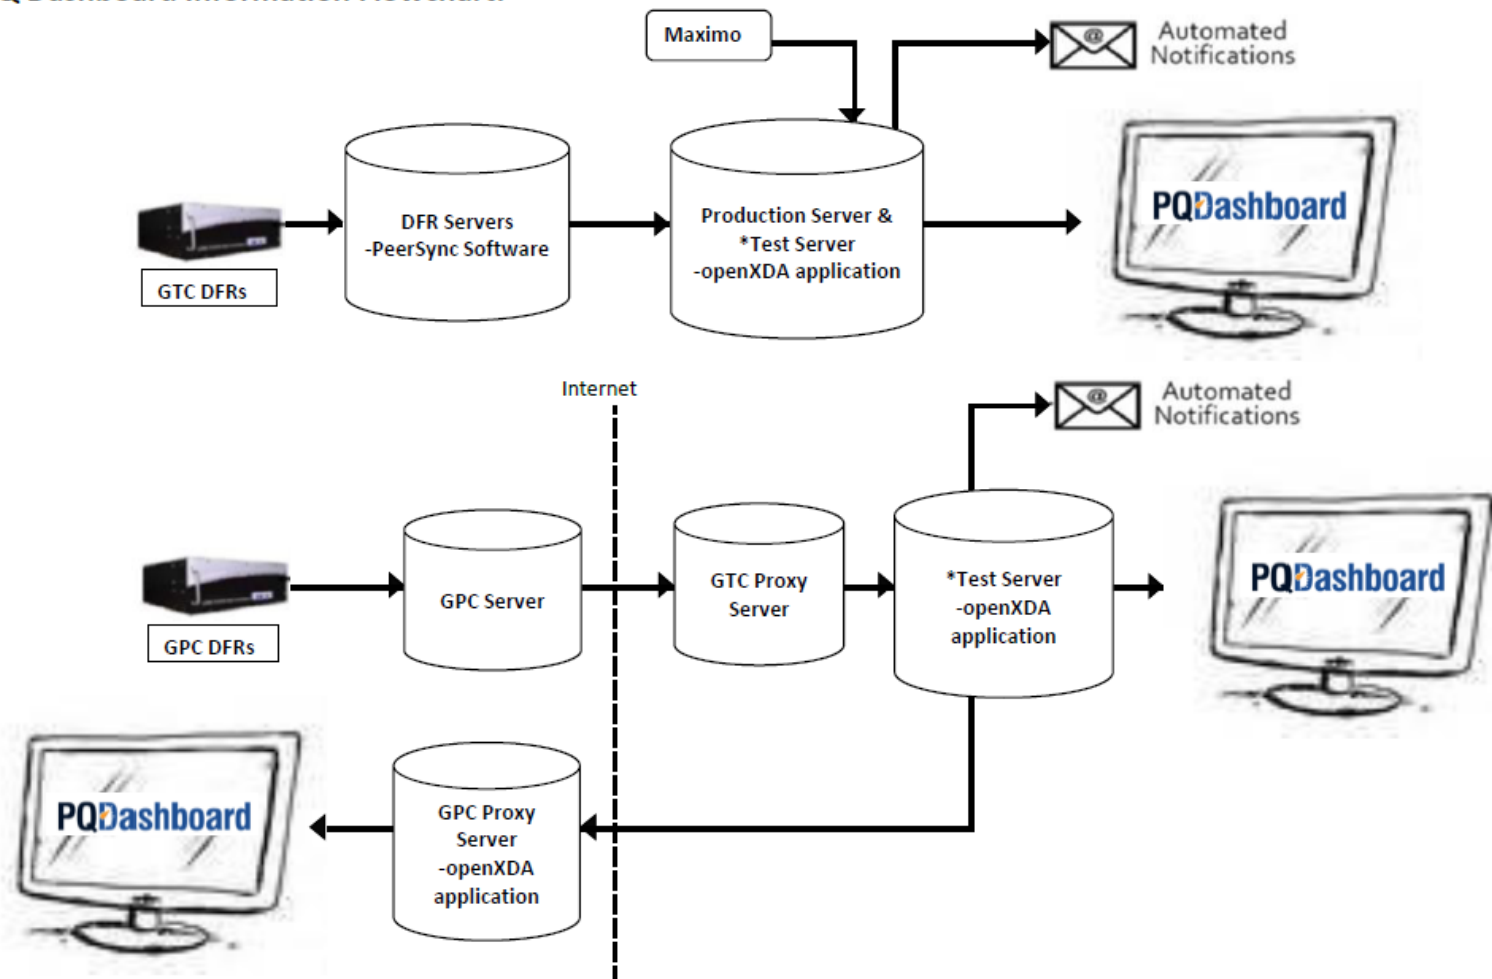 Maximo
@
Automated
Notifications
DFR Servers
-PeerSync Software
Production Server &
*Test Server
-openXDA application
PQDashboard
GTC DFRs
Internet
@
Automated
Notifications
GPC Server
GTC Proxy
Server
*Test Server
-openXDA
application
PQDashboard
GPC DFRs
PQDashboard
GPC Proxy
Server
-openXDA
application